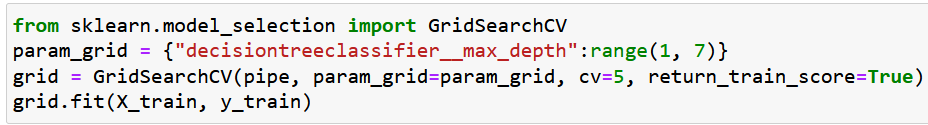 from sklearn.model_selection import GridSearchCV
param_grid = {"decisiontreeclassifier__max_depth":range(1, 7)}
grid = GridSearchCV(pipe, param_grid=param_grid, cv=5, return_train_score=True)
grid.fit(X_train, y_train)